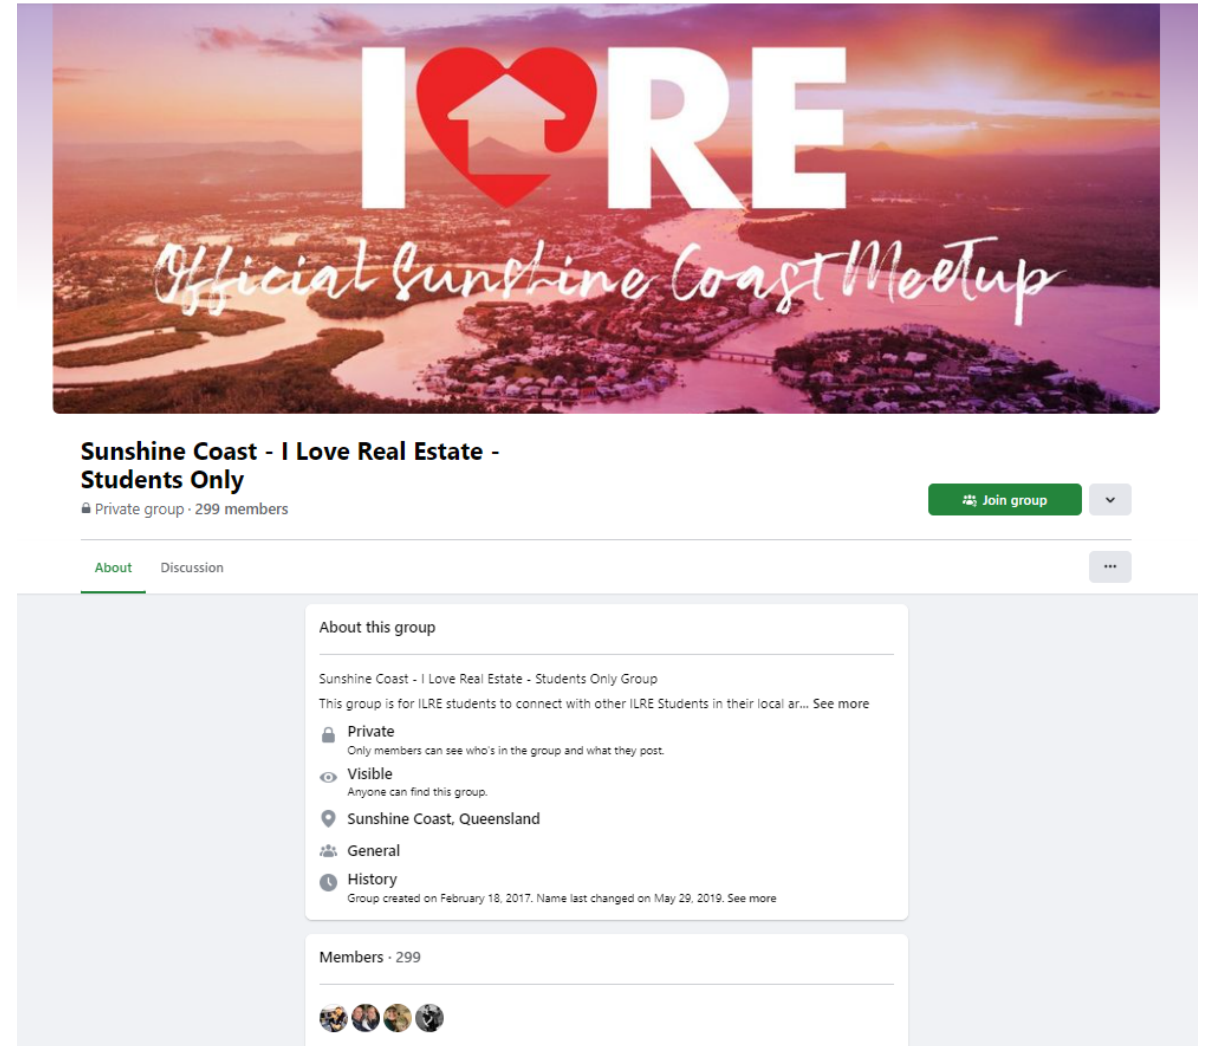 I RE
Official Sunshine Coast Meetup
Sunshine Coast - I Love Real Estate -
Students Only
Private group · 299 members
Join group
About Discussion
...
About this group
Sunshine Coast - I Love Real Estate - Students Only Group
This group is for ILRE students to connect with other ILRE Students in their local ar... See more
Private
Only members can see who's in the group and what they post.
Visible
Anyone can find this group.
Sunshine Coast, Queensland
General
History
Group created on February 18, 2017. Name last changed on May 29, 2019. See more
Members · 299